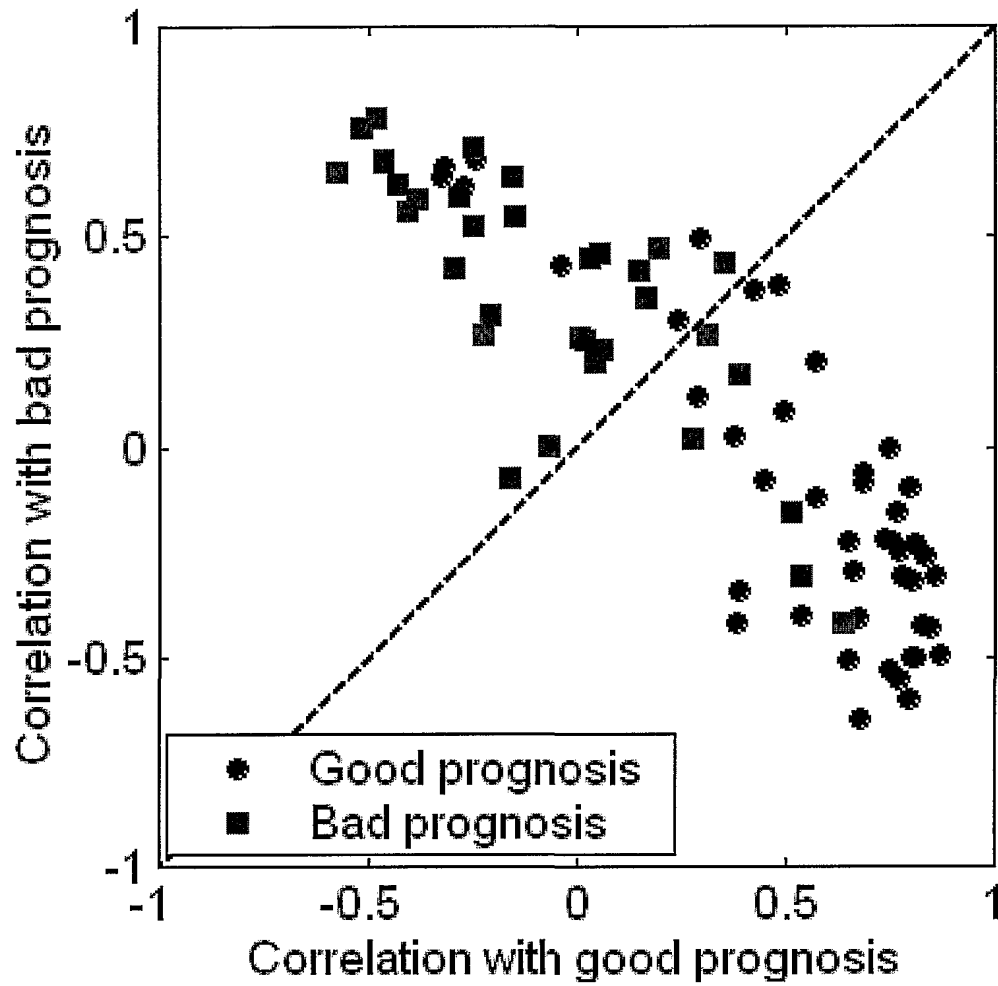 1
0.5
0
-0.5
-1
Correlation with bad prognosis
Good prognosis
Bad prognosis
-1 -0.5 0 0.5 1
Correlation with good prognosis